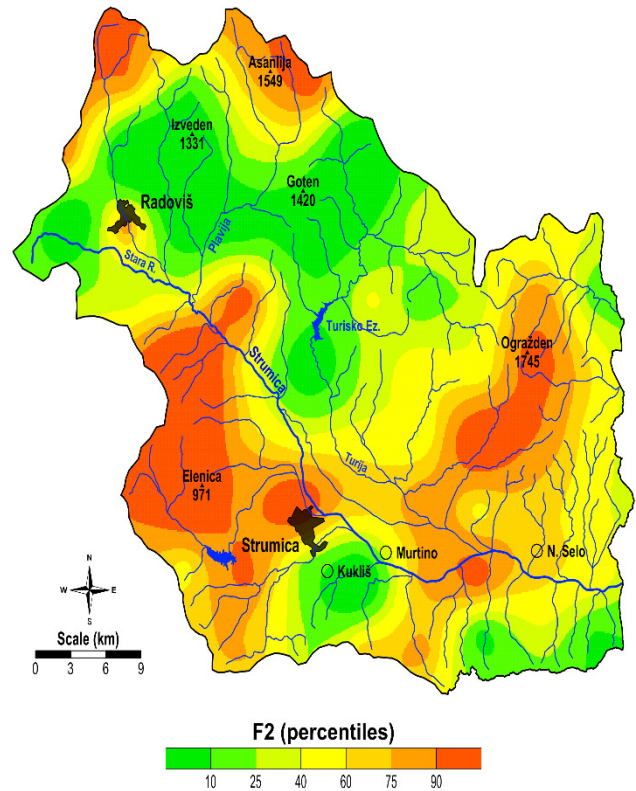 Asanlija
1549
Izveden
1331
Goten
1420
Radoviš
Plavija
Stara R.
Turisko Ez.
Strumica
Ogražden
1745
Turija
Elenica
971
Strumica
Murtino
N. Selo
Kukliš
N
W E
S
Scale (km)
0 3 6 9
F2 (percentiles)
10 25 40 60 75 90